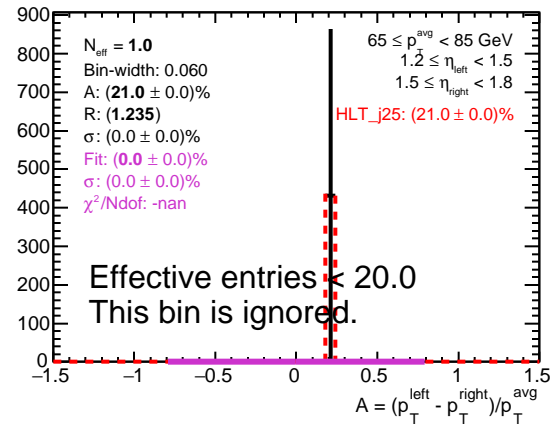 900
800
700
600
500
400
300
200
100
0
N_eff = 1.0
Bin-width: 0.060
A: (21.0 ± 0.0)%
R: (1.235)
σ: (0.0 ± 0.0)%
Fit: (0.0 ± 0.0)%
σ: (0.0 ± 0.0)%
χ²/Ndof: -nan
65 ≤ p_T^avg < 85 GeV
1.2 ≤ η_left < 1.5
1.5 ≤ η_right < 1.8
HLT_j25: (21.0 ± 0.0)%
Effective entries < 20.0
This bin is ignored.
−1.5 −1 −0.5 0 0.5 1 1.5
A = (p_T^left - p_T^right)/p_T^avg